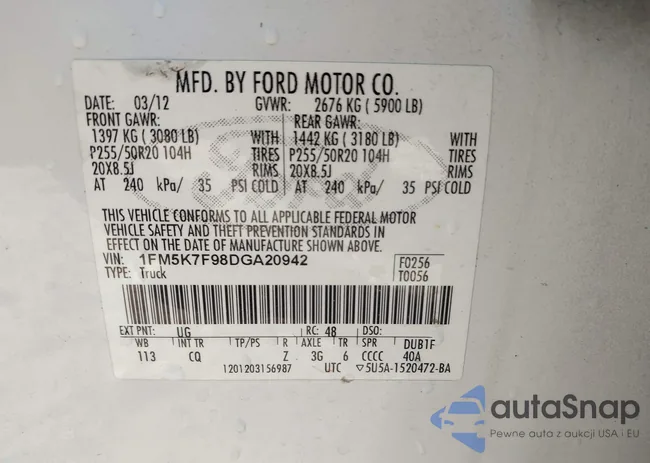 MFD. BY FORD MOTOR CO.
DATE: 03/12 GVWR: 2676 KG ( 5900 LB)
FRONT GAWR: REAR GAWR:
1397 KG ( 3080 LB) WITH 1442 KG ( 3180 LB) WITH
P255/50R20 104H TIRES P255/50R20 104H TIRES
20X8.5J RIMS 20X8.5J RIMS
AT 240 kPa/ 35 PSI COLD AT 240 kPa/ 35 PSI COLD
Ford
THIS VEHICLE CONFORMS TO ALL APPLICABLE FEDERAL MOTOR
VEHICLE SAFETY AND THEFT PREVENTION STANDARDS IN
EFFECT ON THE DATE OF MANUFACTURE SHOWN ABOVE.
VIN: 1FM5K7F98DGA20942 F0256
TYPE: Truck T0056
EXT PNT: UG RC: 48 DSO:
WB INT TR TP/PS R AXLE TR SPR DUB1F
113 CQ Z 3G 6 CCCC 40A
1201203156987 UTC ▽5U5A-1520472-BA
autaSnap
Pewne auta z aukcji USA i EU